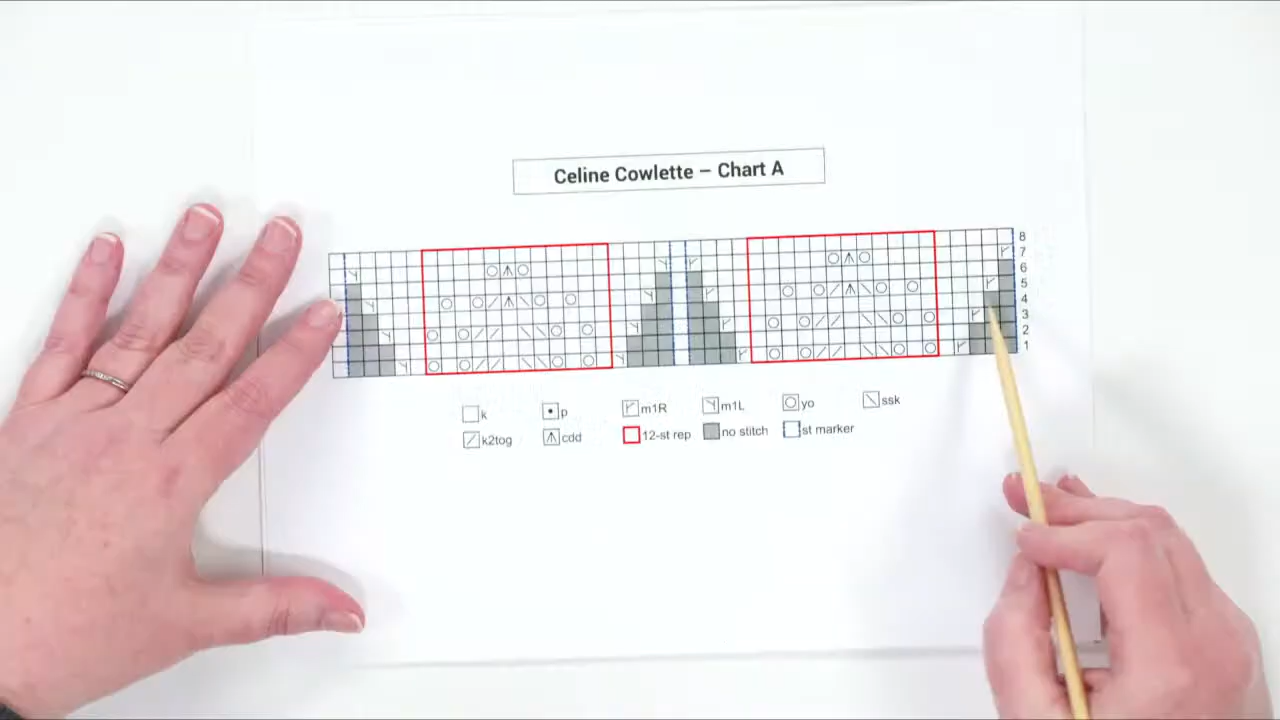 Celine Cowlette – Chart A
8
7
6
5
4
3
2
1
k p m1R m1L yo ssk
k2tog cdd 12-st rep no stitch st marker